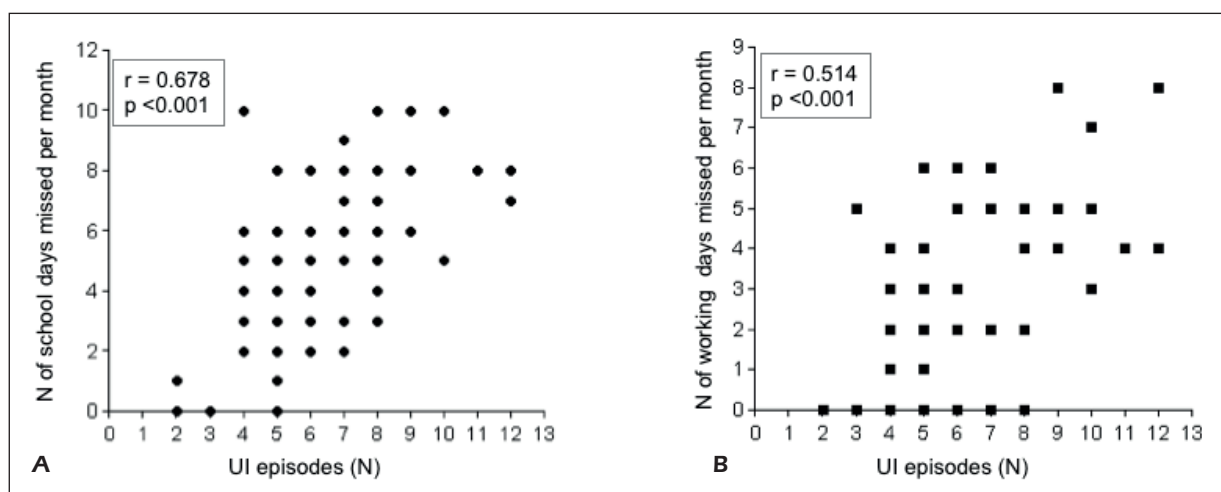 r = 0.678
p <0.001
N of school days missed per month
12
10
8
6
4
2
0
0 1 2 3 4 5 6 7 8 9 10 11 12 13
UI episodes (N)
A
r = 0.514
p <0.001
N of working days missed per month
9
8
7
6
5
4
3
2
1
0
0 1 2 3 4 5 6 7 8 9 10 11 12 13
UI episodes (N)
B